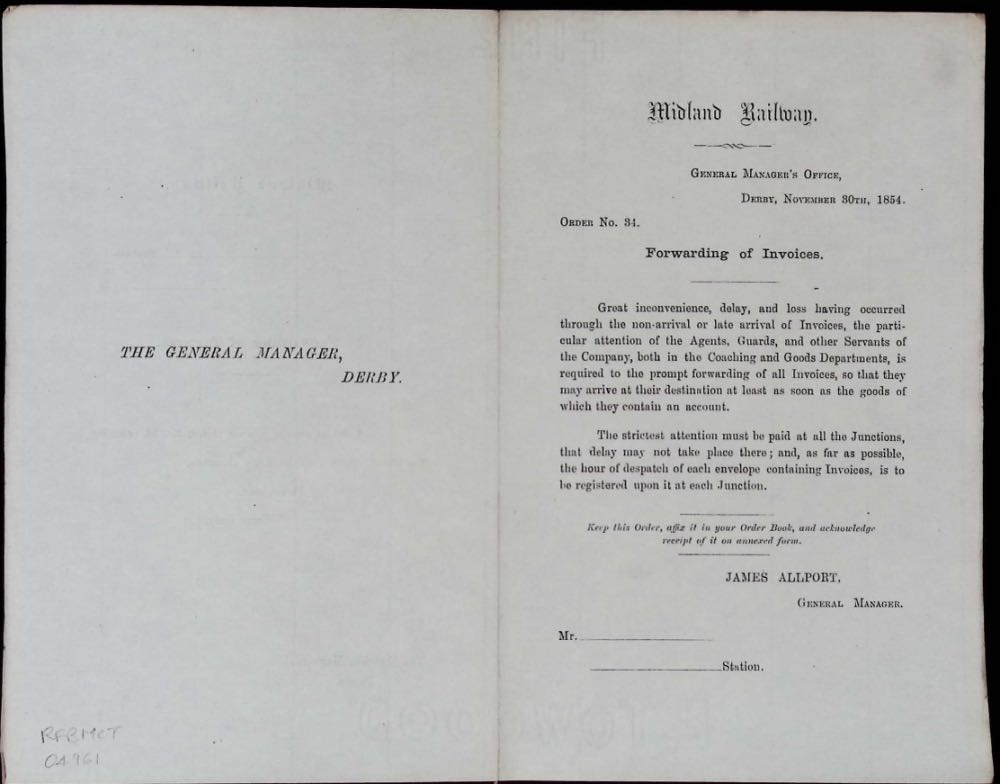 THE GENERAL MANAGER,
DERBY.
04761
Midland Railway.
General Manager's Office,
Derby, November 30th, 1854.
Order No. 34.
Forwarding of Invoices.
Great inconvenience, delay, and loss having occurred
through the non-arrival or late arrival of Invoices, the parti-
cular attention of the Agents, Guards, and other Servants of
the Company, both in the Coaching and Goods Departments, is
required to the prompt forwarding of all Invoices, so that they
may arrive at their destination at least as soon as the goods of
which they contain an account.
The strictest attention must be paid at all the Junctions,
that delay may not take place there; and, as far as possible,
the hour of despatch of each envelope containing Invoices, is to
be registered upon it at each Junction.
Keep this Order, affix it in your Order Book, and acknowledge
receipt of it on annexed form.
JAMES ALLPORT,
General Manager.
Mr.
Station.